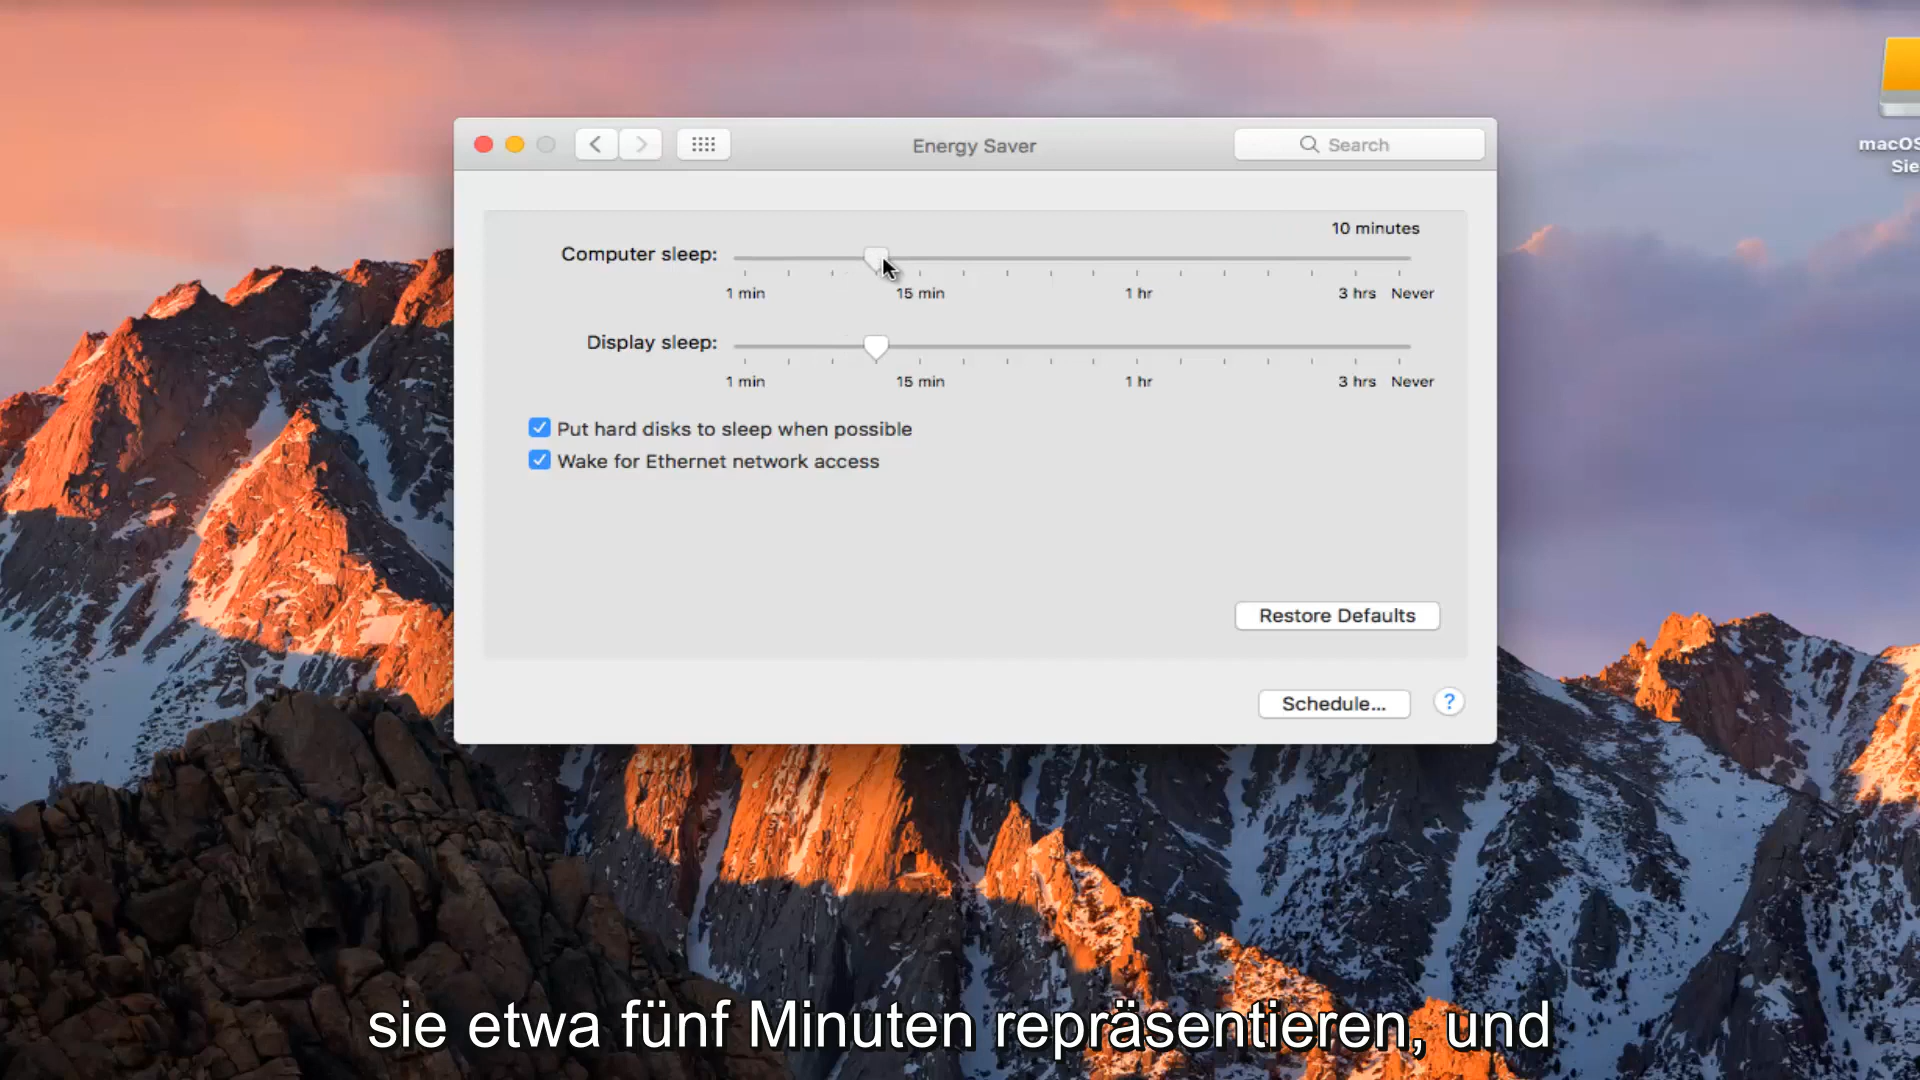 Energy Saver
Search
10 minutes
Computer sleep:
1 min 15 min 1 hr 3 hrs Never
Display sleep:
1 min 15 min 1 hr 3 hrs Never
Put hard disks to sleep when possible
Wake for Ethernet network access
Restore Defaults
Schedule...
?
macOS
Sie
sie etwa fünf Minuten repräsentieren, und